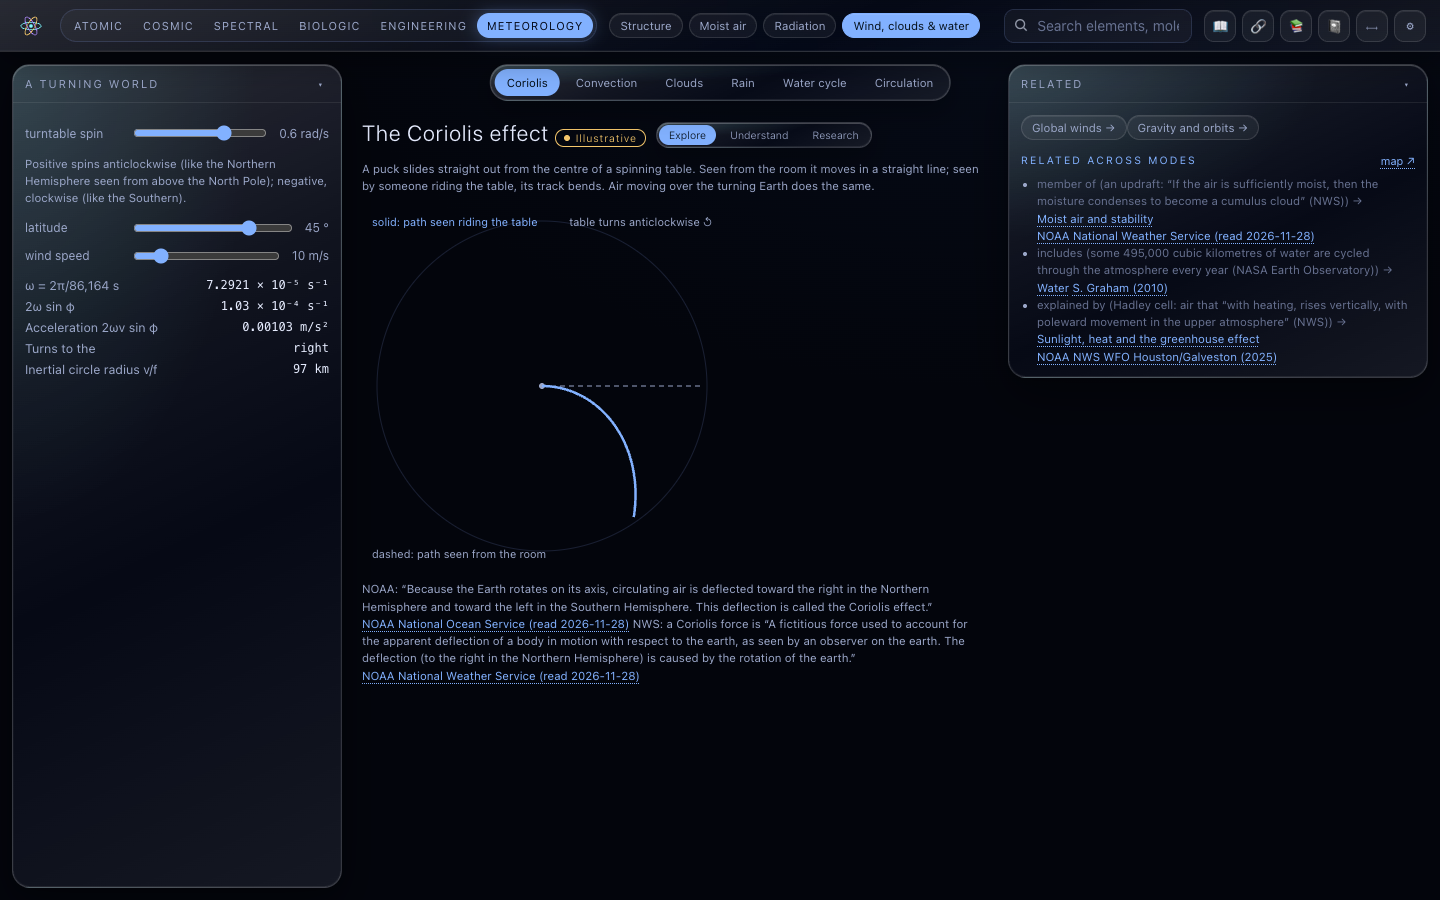 ATOMIC COSMIC SPECTRAL BIOLOGIC ENGINEERING METEOROLOGY Structure Moist air Radiation Wind, clouds & water Search elements, mole
A TURNING WORLD
turntable spin 0.6 rad/s
Positive spins anticlockwise (like the Northern
Hemisphere seen from above the North Pole); negative,
clockwise (like the Southern).
latitude 45 °
wind speed 10 m/s
ω = 2π/86,164 s 7.2921 × 10⁻⁵ s⁻¹
2ω sin ϕ 1.03 × 10⁻⁴ s⁻¹
Acceleration 2ωv sin ϕ 0.00103 m/s²
Turns to the right
Inertial circle radius v/f 97 km
Coriolis Convection Clouds Rain Water cycle Circulation
The Coriolis effect Illustrative Explore Understand Research
A puck slides straight out from the centre of a spinning table. Seen from the room it moves in a straight line; seen
by someone riding the table, its track bends. Air moving over the turning Earth does the same.
solid: path seen riding the table table turns anticlockwise ↺
dashed: path seen from the room
NOAA: “Because the Earth rotates on its axis, circulating air is deflected toward the right in the Northern
Hemisphere and toward the left in the Southern Hemisphere. This deflection is called the Coriolis effect.”
NOAA National Ocean Service (read 2026-11-28) NWS: a Coriolis force is “A fictitious force used to account for
the apparent deflection of a body in motion with respect to the earth, as seen by an observer on the earth. The
deflection (to the right in the Northern Hemisphere) is caused by the rotation of the earth.”
NOAA National Weather Service (read 2026-11-28)
RELATED
Global winds → Gravity and orbits →
RELATED ACROSS MODES map ↗
• member of (an updraft: “If the air is sufficiently moist, then the
moisture condenses to become a cumulus cloud” (NWS)) →
Moist air and stability
NOAA National Weather Service (read 2026-11-28)
• includes (some 495,000 cubic kilometres of water are cycled
through the atmosphere every year (NASA Earth Observatory)) →
Water S. Graham (2010)
• explained by (Hadley cell: air that “with heating, rises vertically, with
poleward movement in the upper atmosphere” (NWS)) →
Sunlight, heat and the greenhouse effect
NOAA NWS WFO Houston/Galveston (2025)